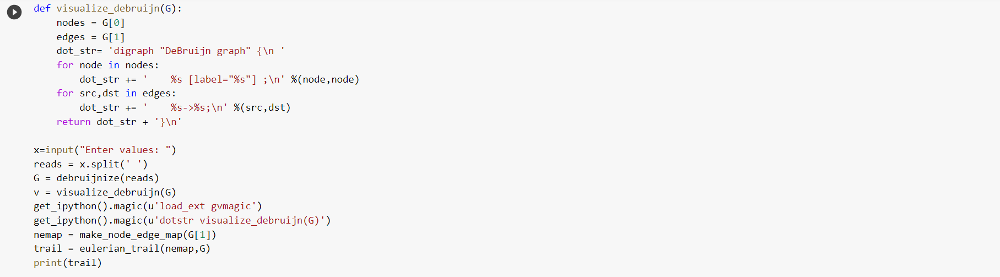 def visualize_debruijn(G):
    nodes = G[0]
    edges = G[1]
    dot_str= 'digraph "DeBruijn graph" {\n '
    for node in nodes:
        dot_str += '    %s [label="%s"] ;\n' %(node,node)
    for src,dst in edges:
        dot_str += '    %s->%s;\n' %(src,dst)
    return dot_str + '}\n'

x=input("Enter values: ")
reads = x.split(' ')
G = debruijnize(reads)
v = visualize_debruijn(G)
get_ipython().magic(u'load_ext gvmagic')
get_ipython().magic(u'dotstr visualize_debruijn(G)')
nemap = make_node_edge_map(G[1])
trail = eulerian_trail(nemap,G)
print(trail)